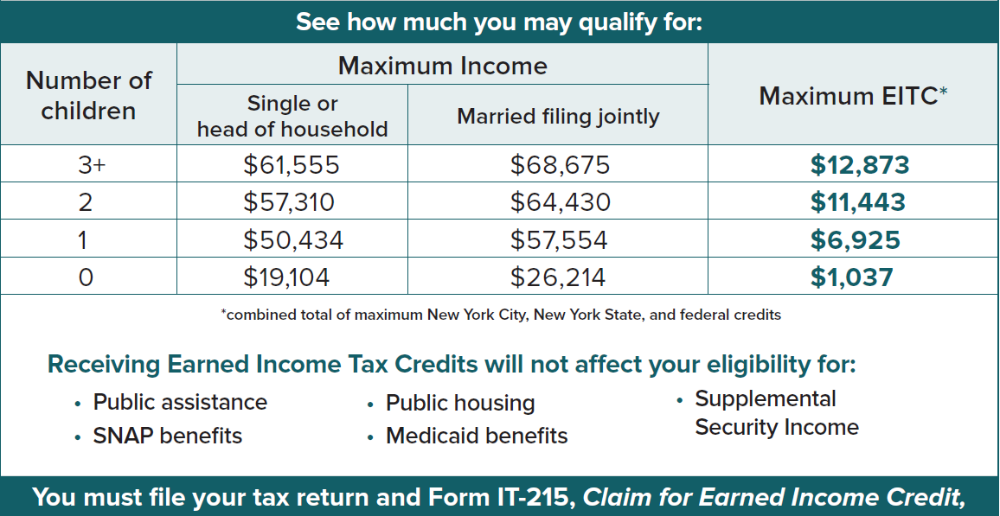 See how much you may qualify for:
Number of
children
Maximum Income
Single or
head of household
Married filing jointly
Maximum EITC*
3+ $61,555 $68,675 $12,873
2 $57,310 $64,430 $11,443
1 $50,434 $57,554 $6,925
0 $19,104 $26,214 $1,037
*combined total of maximum New York City, New York State, and federal credits
Receiving Earned Income Tax Credits will not affect your eligibility for:
• Public assistance
• SNAP benefits
• Public housing
• Medicaid benefits
• Supplemental
Security Income
You must file your tax return and Form IT-215, Claim for Earned Income Credit,